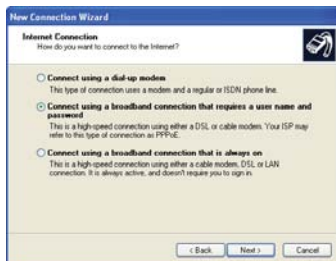 New Connection Wizard
Internet Connection
How do you want to connect to the Internet?
Connect using a dial-up modem
This type of connection uses a modem and a regular or ISDN phone line.
Connect using a broadband connection that requires a user name and
password
This is a high-speed connection using either a DSL or cable modem. Your ISP may
refer to this type of connection as PPPoE.
Connect using a broadband connection that is always on
This is a high-speed connection using either a cable modem, DSL or LAN
connection. It is always active, and doesn't require you to sign in.
< Back
Next >
Cancel